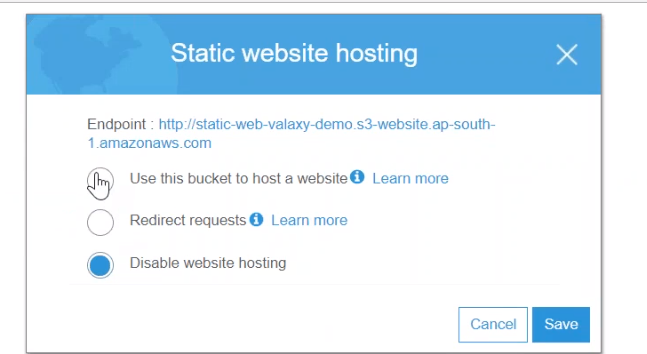 Static website hosting
Endpoint : http://static-web-valaxy-demo.s3-website.ap-south-
1.amazonaws.com
Use this bucket to host a website Learn more
Redirect requests Learn more
Disable website hosting
Cancel Save